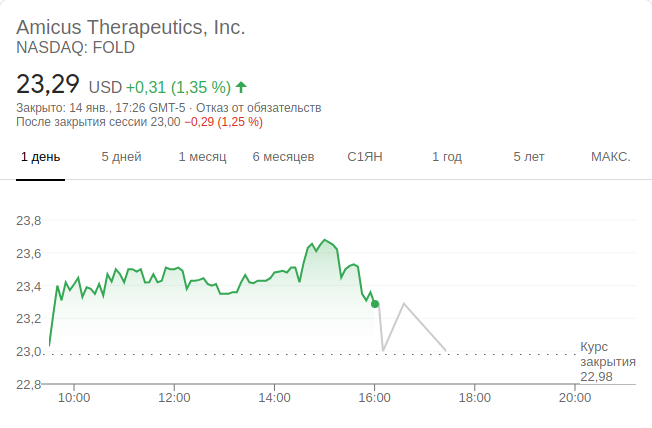 Amicus Therapeutics, Inc.
NASDAQ: FOLD
23,29 USD +0,31 (1,35 %)
Закрыто: 14 янв., 17:26 GMT-5 · Отказ от обязательств
После закрытия сессии 23,00 −0,29 (1,25 %)
1 день 5 дней 1 месяц 6 месяцев С1ЯН 1 год 5 лет МАКС.
23,8
23,6
23,4
23,2
23,0
22,8
Курс
закрытия
22,98
10:00 12:00 14:00 16:00 18:00 20:00